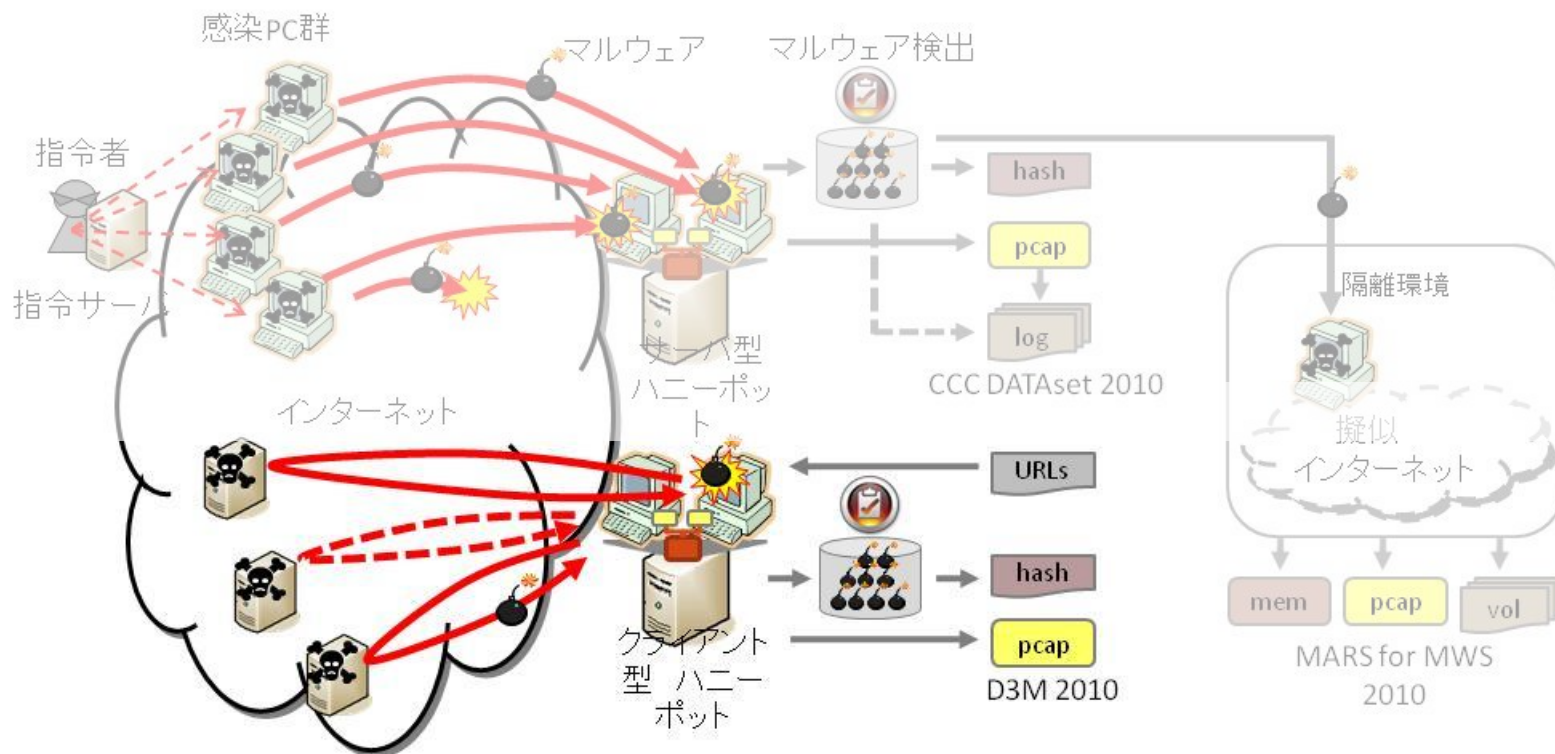 感染PC群
マルウェア
マルウェア検出
指令者
指令サーバ
hash
pcap
log
CCC DATAset 2010
サーバ型
ハニーポッ
ト
隔離環境
擬似
インターネット
mem
pcap
vol
MARS for MWS
2010
インターネット
URLs
hash
pcap
D3M 2010
クライアント
型 ハニー
ポット